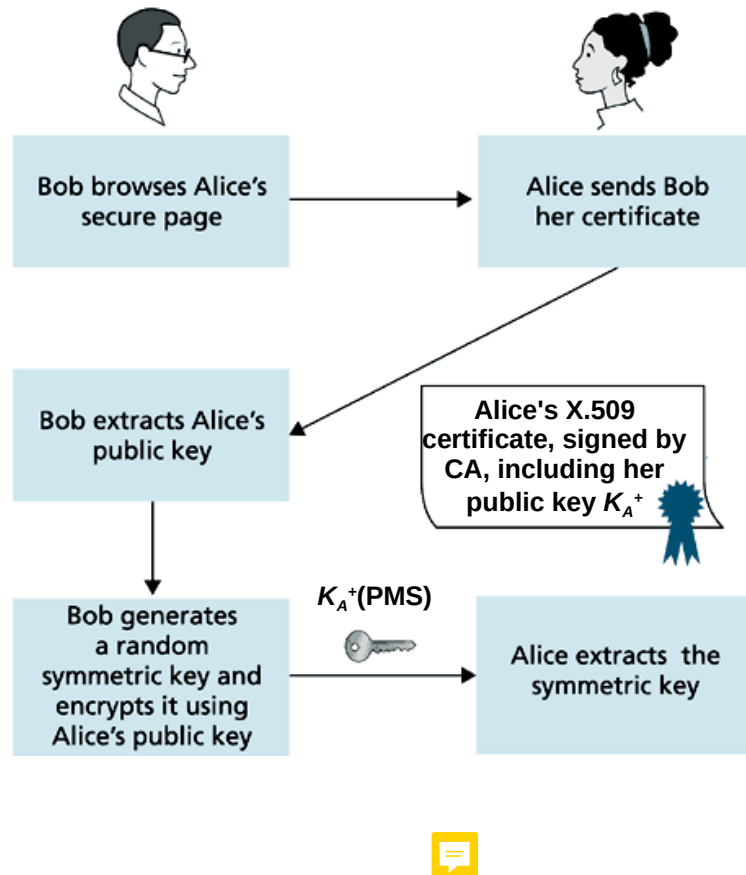 Bob browses Alice's
secure page
Alice sends Bob
her certificate
Bob extracts Alice's
public key
Alice's X.509
certificate, signed by
CA, including her
public key K_A⁺
Bob generates
a random
symmetric key and
encrypts it using
Alice's public key
K_A⁺(PMS)
Alice extracts the
symmetric key